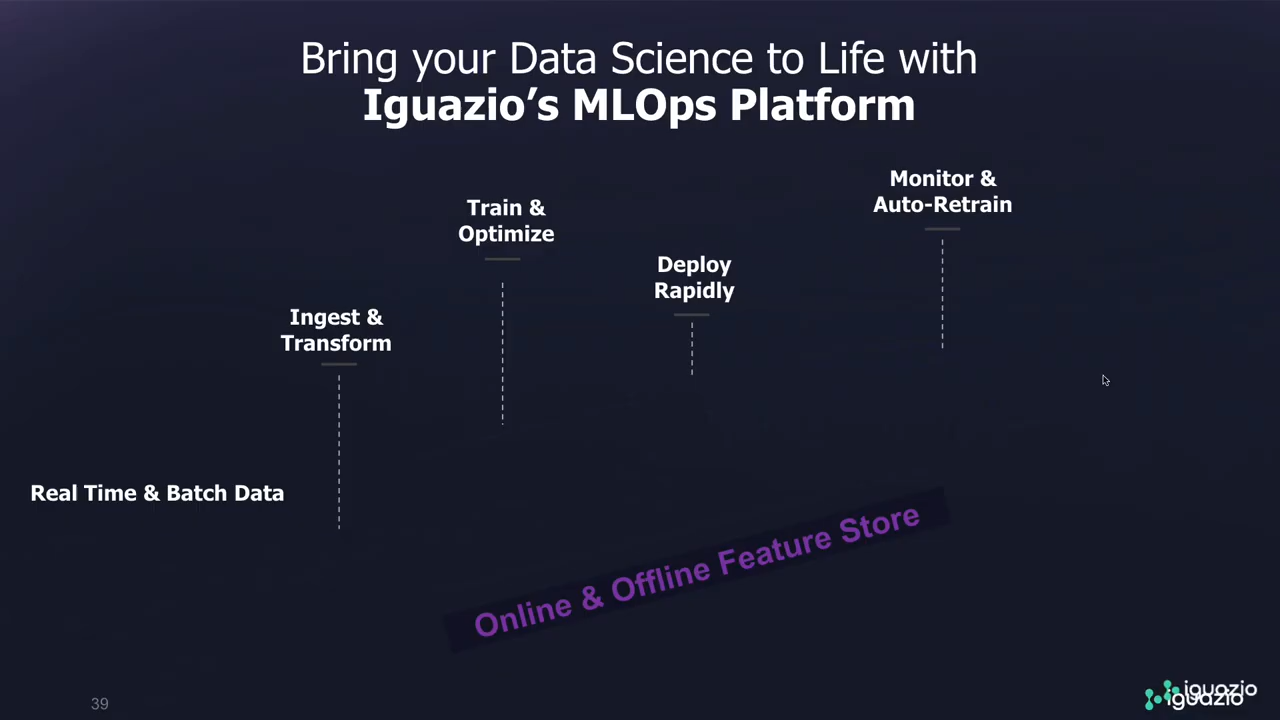 Bring your Data Science to Life with
Iguazio’s MLOps Platform
Monitor &
Auto-Retrain
Train &
Optimize
Deploy
Rapidly
Ingest &
Transform
Real Time & Batch Data
Online & Offline Feature Store
39
iguazio
iguazio